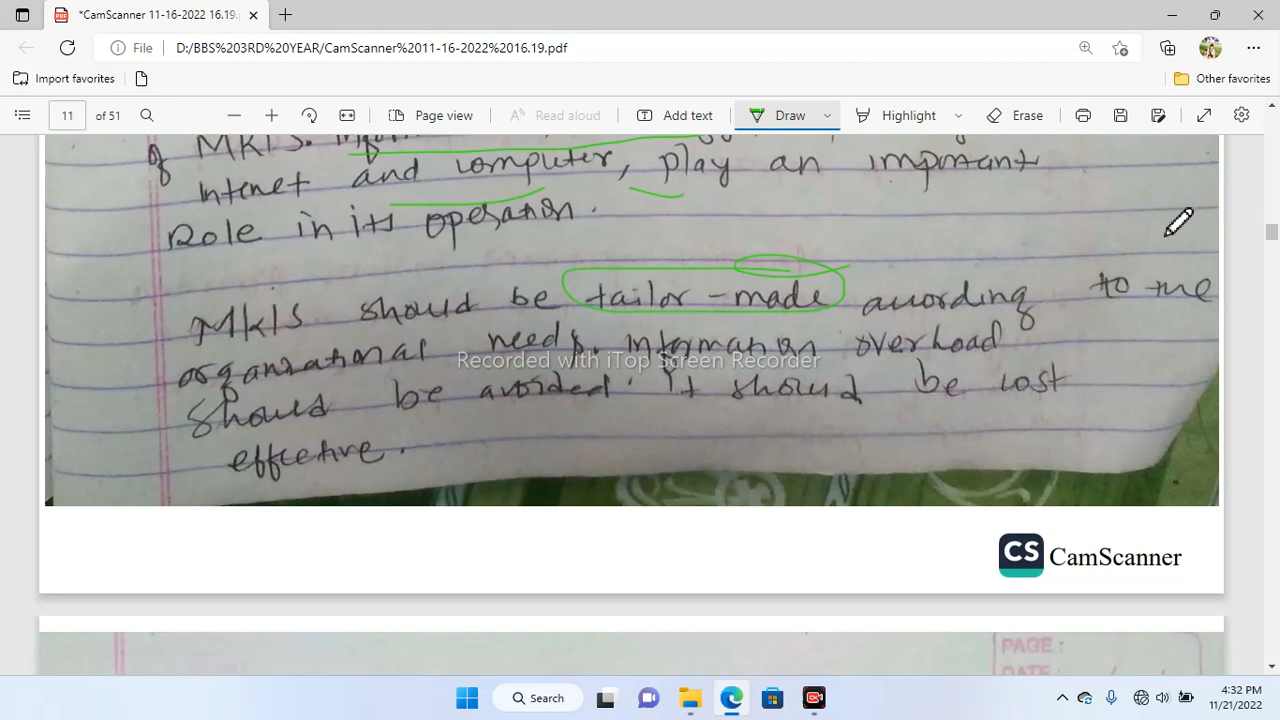 *CamScanner 11-16-2022 16.19.p
File
D:/BBS%203RD%20YEAR/CamScanner%2011-16-2022%2016.19.pdf
Import favorites
Other favorites
11 of 51
Page view
Read aloud
Add text
Draw
Highlight
Erase
of MKIS.
Intenet and computer, play an important
Role in its operation.
MKIS should be tailor-made according to the
organizational needs. Information overload
should be avoided. It should be cost
effective.
Recorded with iTop Screen Recorder
CS CamScanner
PAGE :
DATE :
Search
4:32 PM
11/21/2022